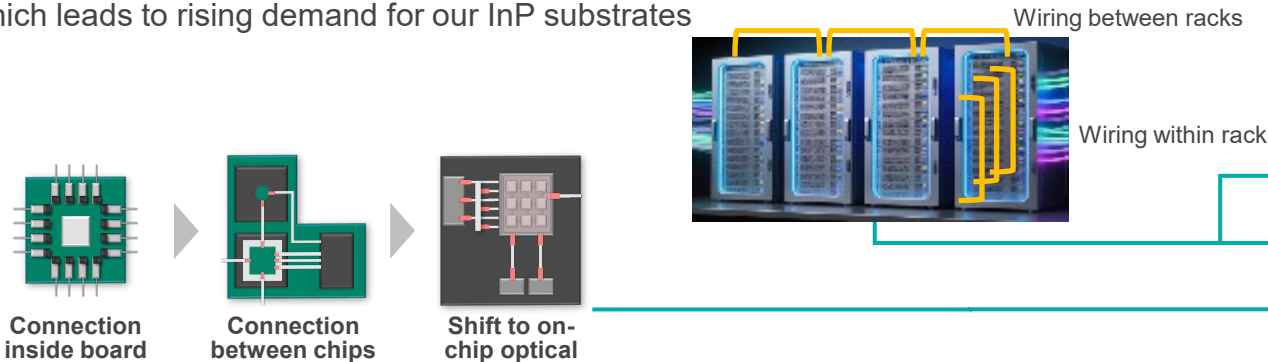 hich leads to rising demand for our InP substrates
Wiring between racks
Wiring within rack
Connection
inside board
Connection
between chips
Shift to on-
chip optical